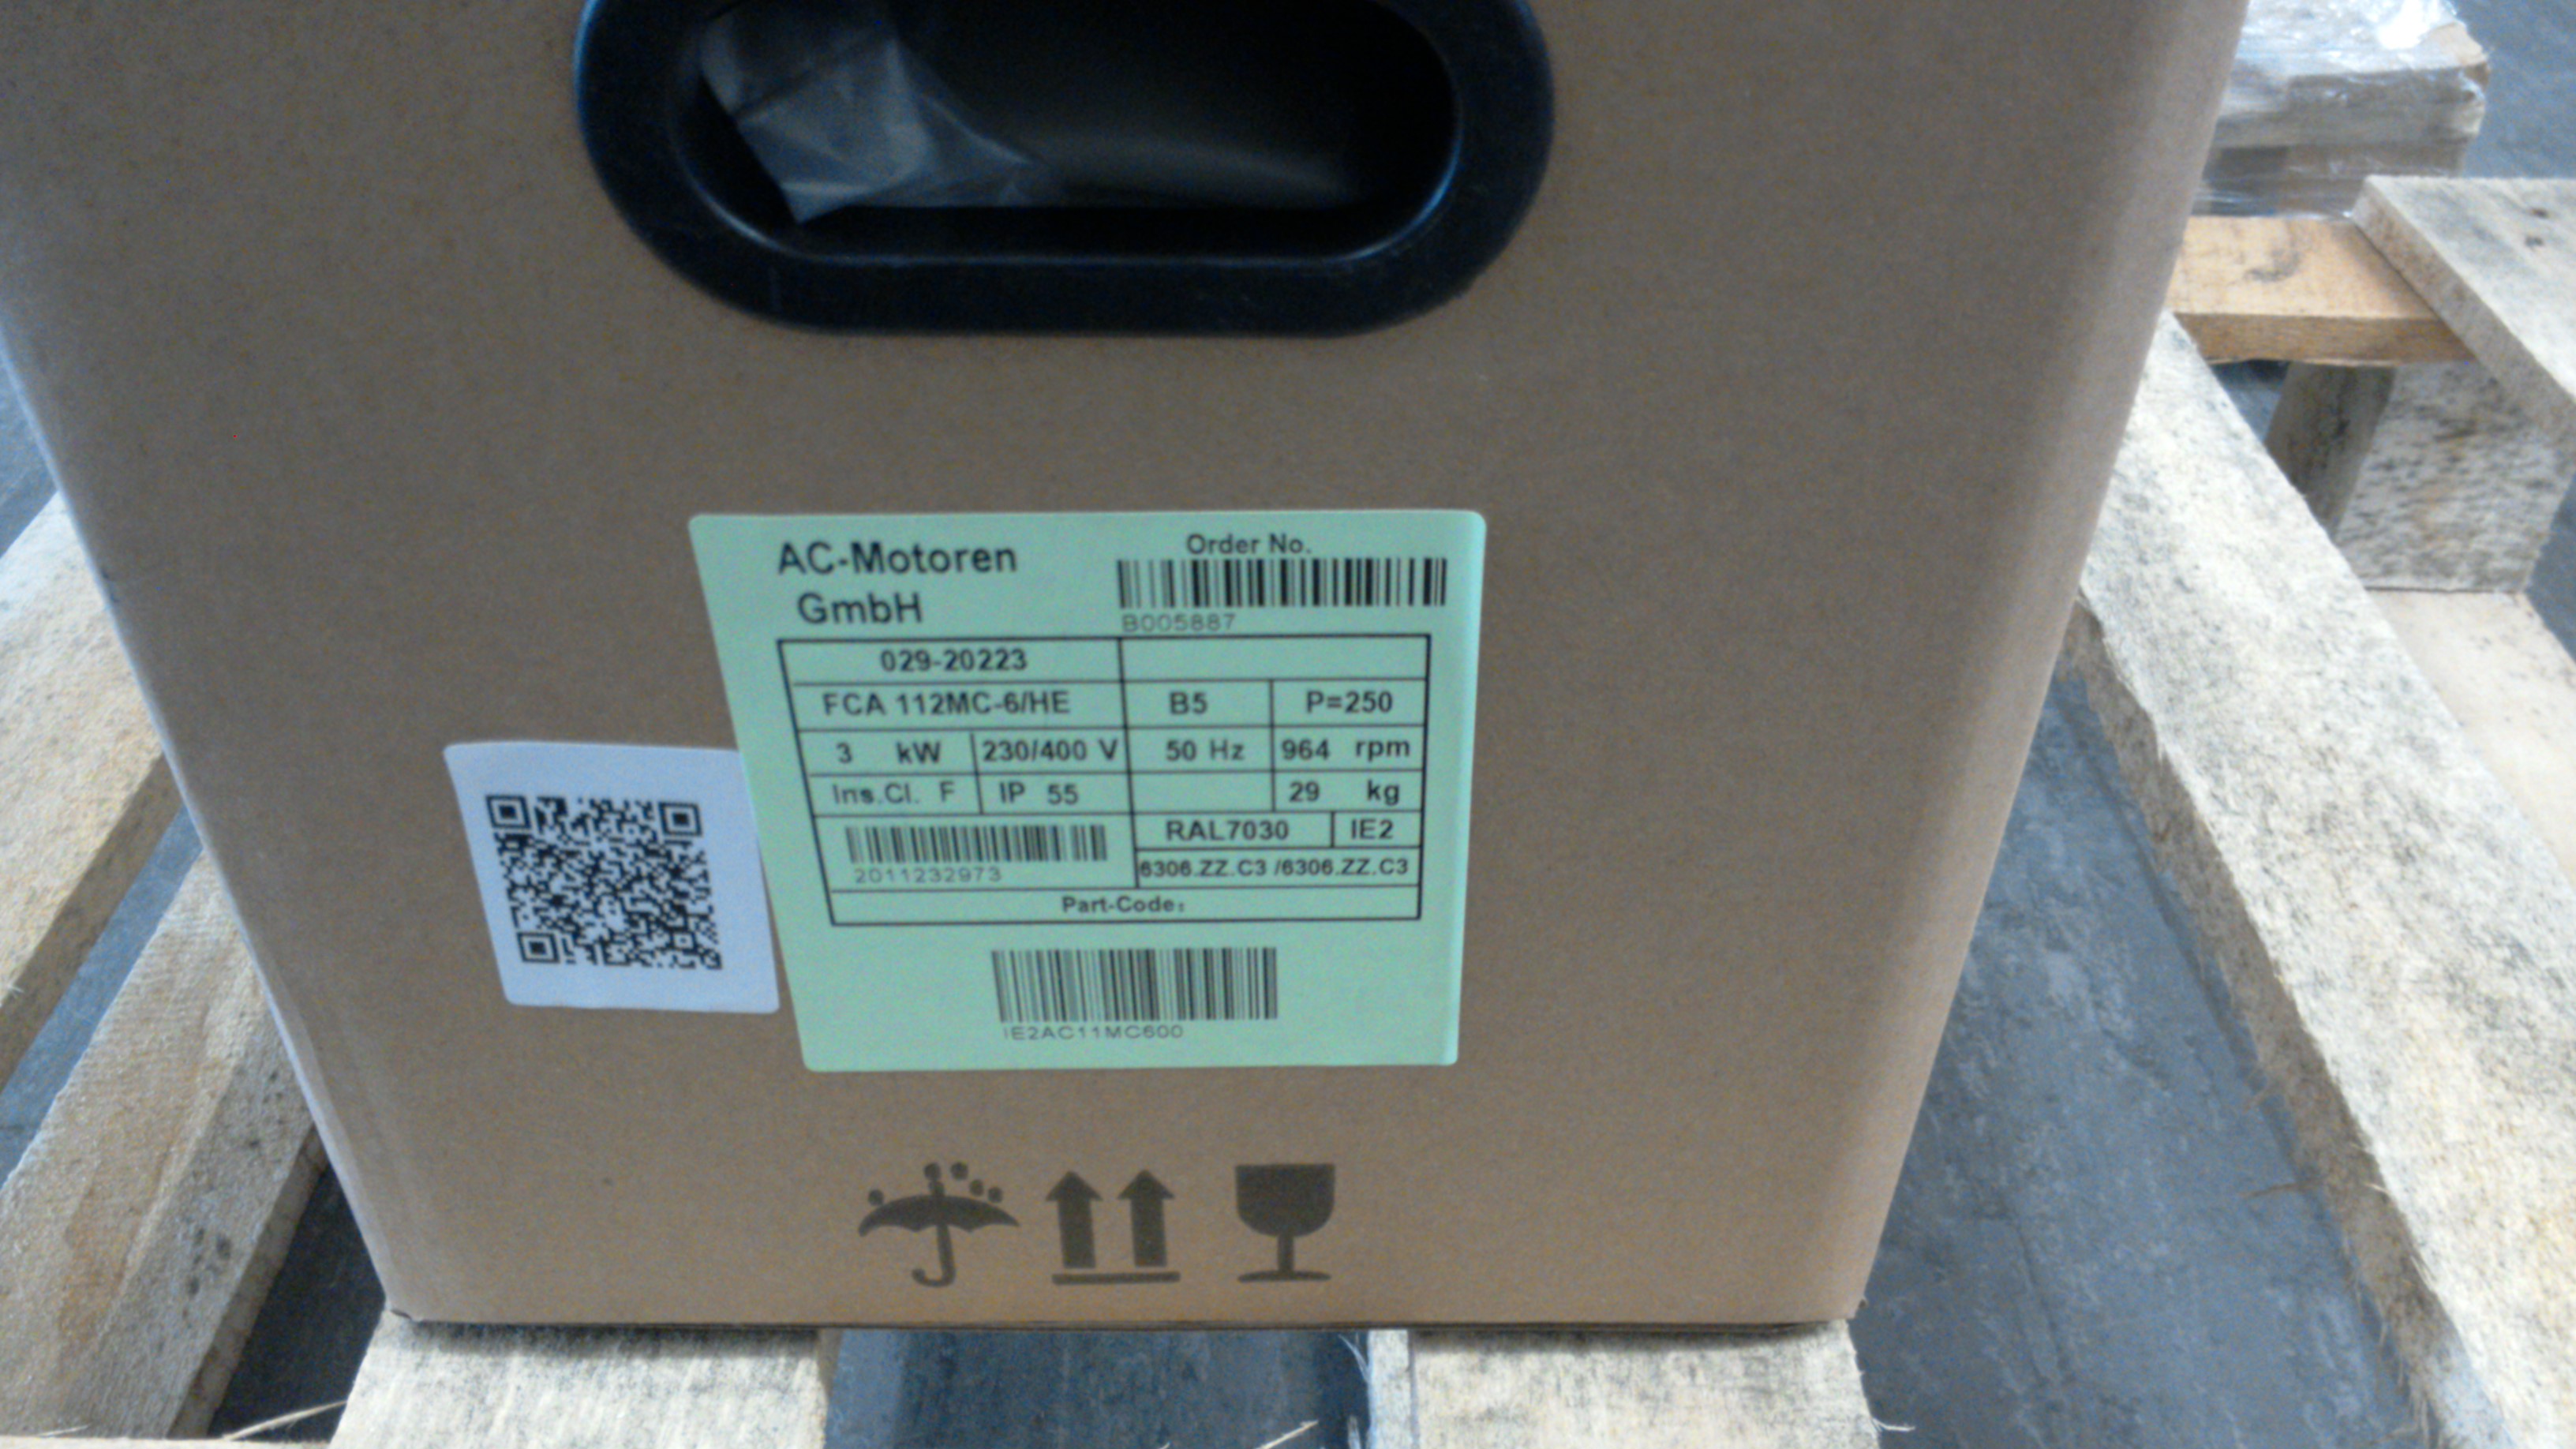 AC-Motoren
GmbH
Order No.
B005887
029-20223
FCA 112MC-6/HE B5 P=250
3 kW 230/400 V 50 Hz 964 rpm
Ins.Cl. F IP 55 29 kg
RAL7030 IE2
2011232973
6306.ZZ.C3 /6306.ZZ.C3
Part-Code:
IE2AC11MC600